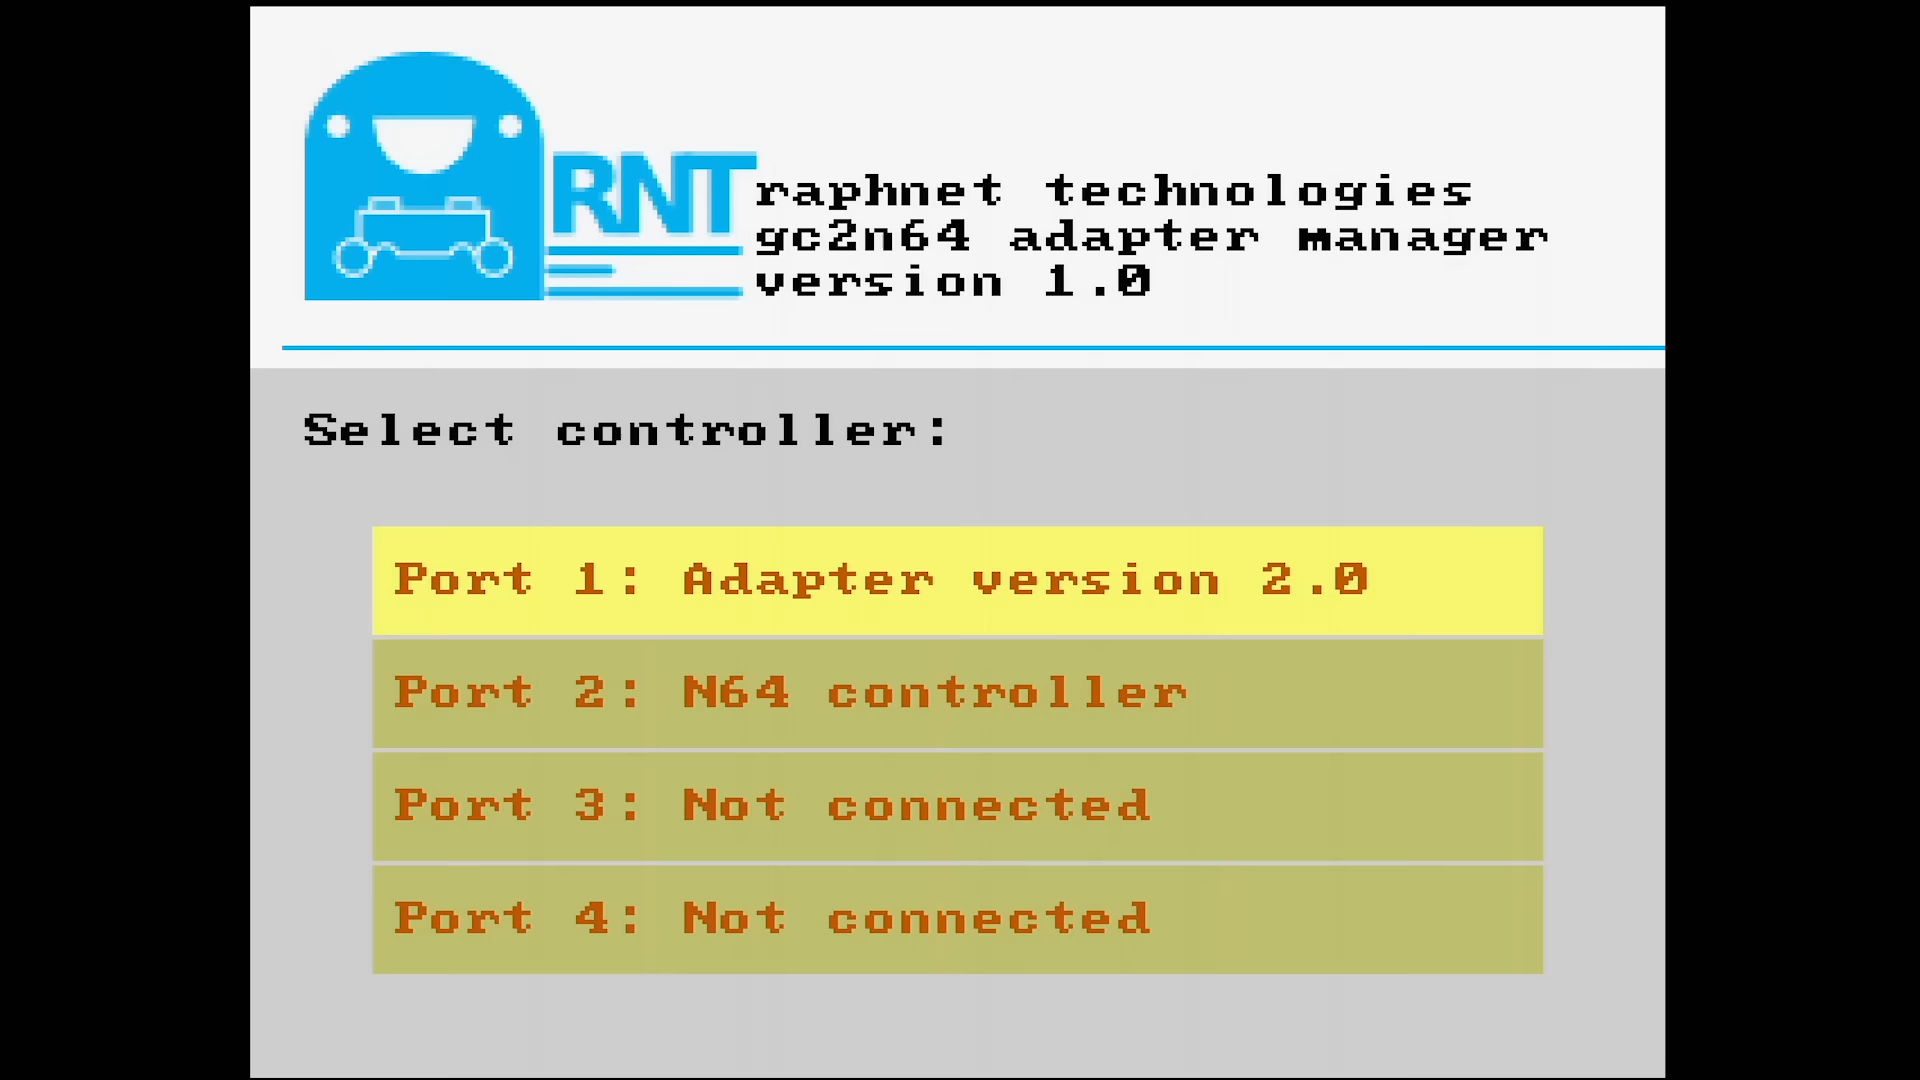 RNT
raphnet technologies
gc2n64 adapter manager
version 1.0
Select controller:
Port 1: Adapter version 2.0
Port 2: N64 controller
Port 3: Not connected
Port 4: Not connected